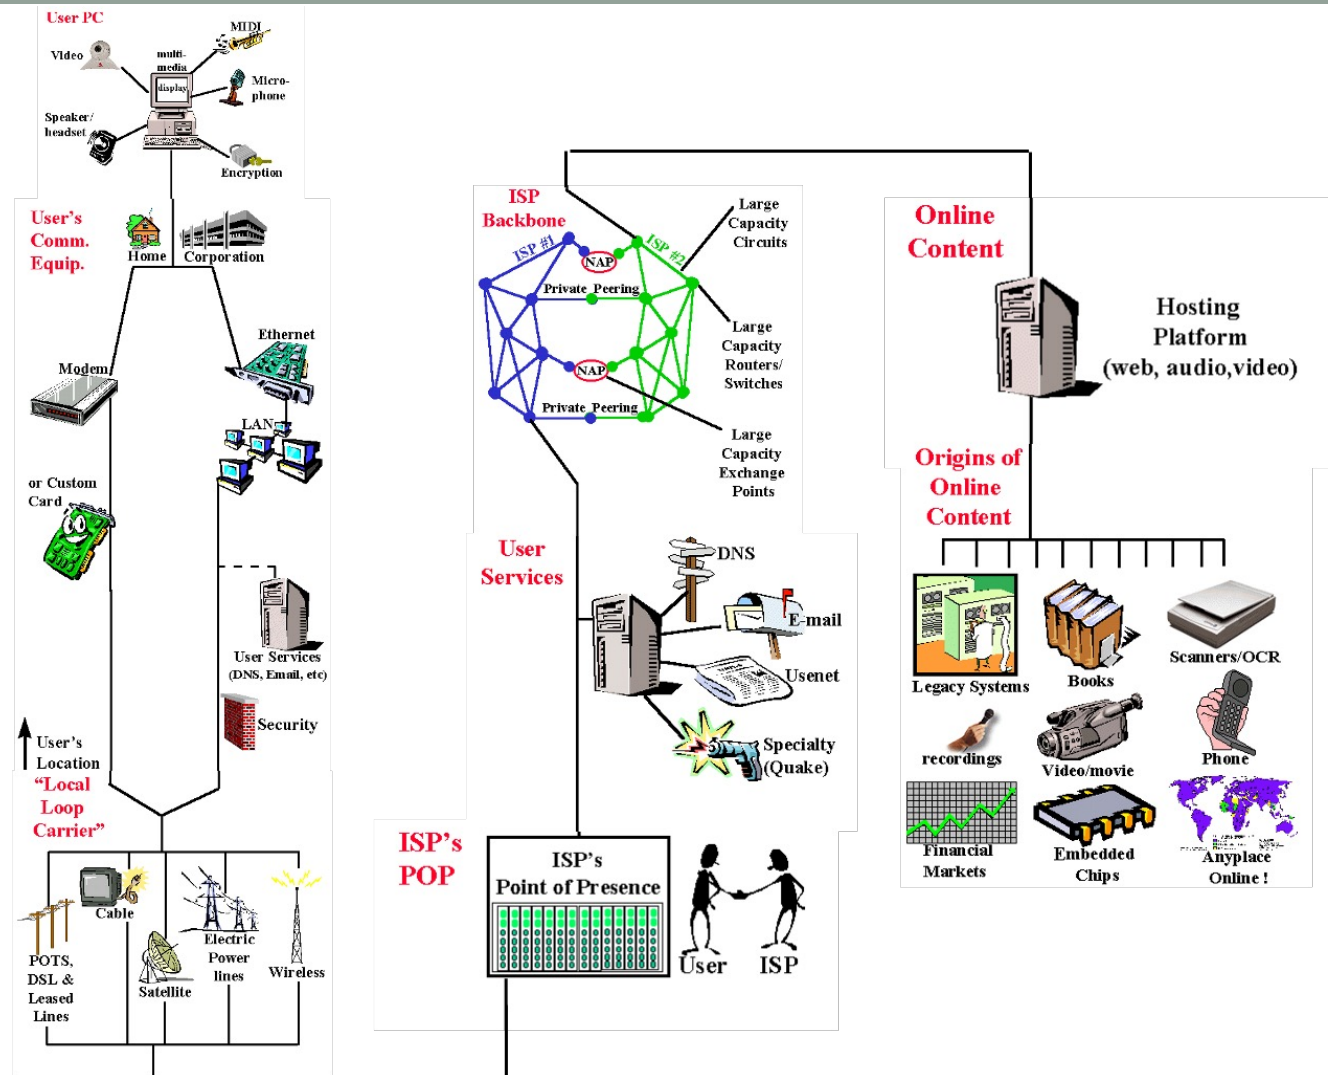 User PC
MIDI
Video
multi-
media
display
Micro-
phone
Speaker/
headset
Encryption
User's
Comm.
Equip.
Home
Corporation
Ethernet
Modem
LAN
or Custom
Card
User Services
(DNS, Email, etc)
Security
User's
Location
“Local
Loop
Carrier”
Cable
POTS,
DSL &
Leased
Lines
Satellite
Electric
Power
lines
Wireless
ISP
Backbone
ISP #1
NAP
ISP #2
Large
Capacity
Circuits
Private Peering
Large
Capacity
Routers/
Switches
NAP
Private Peering
Large
Capacity
Exchange
Points
User
Services
DNS
E-mail
Usenet
Specialty
(Quake)
ISP's
POP
ISP's
Point of Presence
User
ISP
Online
Content
Hosting
Platform
(web, audio,video)
Origins of
Online
Content
Legacy Systems
Books
Scanners/OCR
recordings
Video/movie
Phone
Financial
Markets
Embedded
Chips
Anyplace
Online !